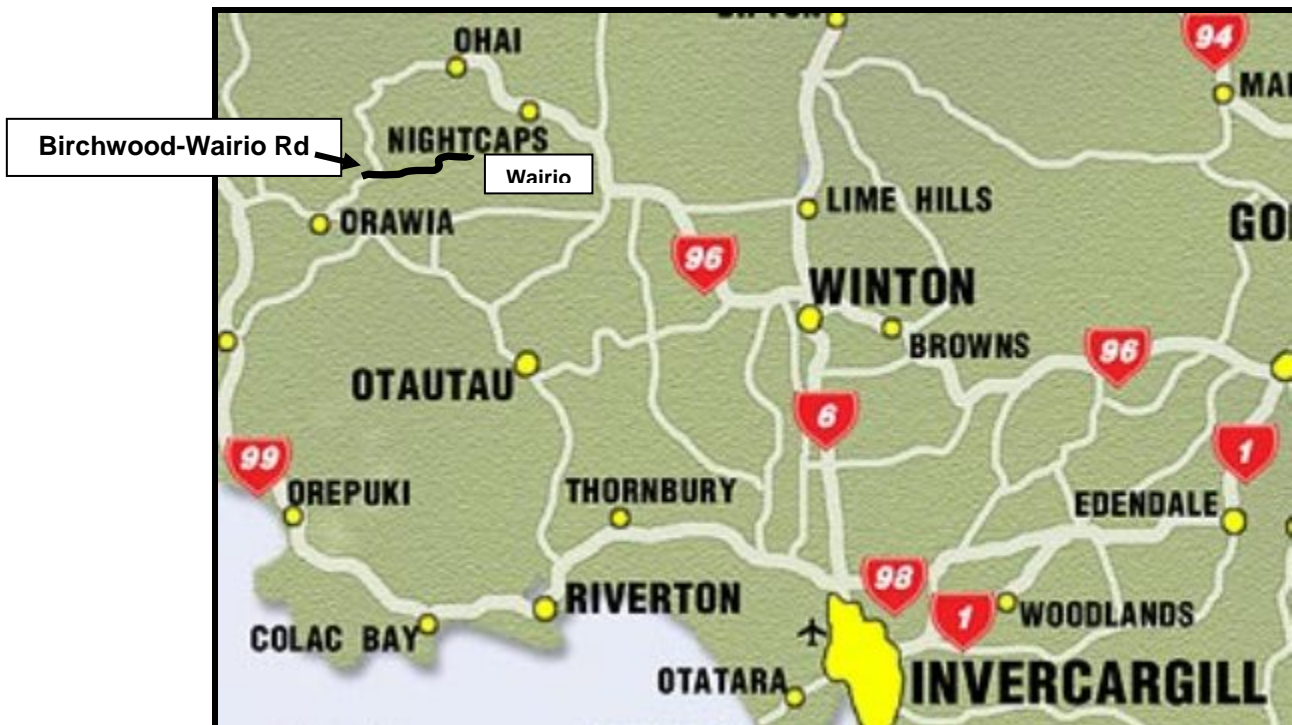 OHAI
94
NIGHTCAPS
Birchwood-Wairio Rd
Wairio
LIME HILLS
ORAWIA
96
WINTON
BROWNS
96
OTAUTAU
6
99
1
OREPUKI
THORNBURY
EDENDALE
98
RIVERTON
1
WOODLANDS
COLAC BAY
OTATARA
INVERCARGILL